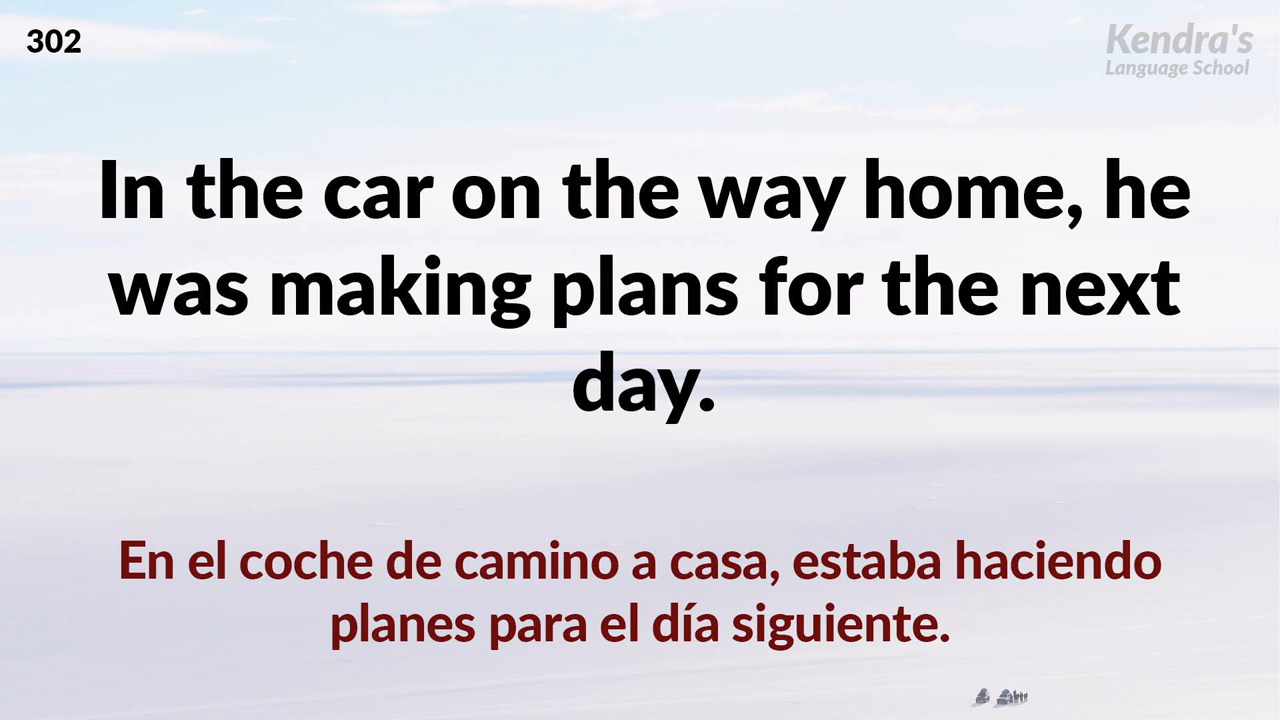 302
Kendra's
Language School
In the car on the way home, he
was making plans for the next
day.
En el coche de camino a casa, estaba haciendo
planes para el día siguiente.